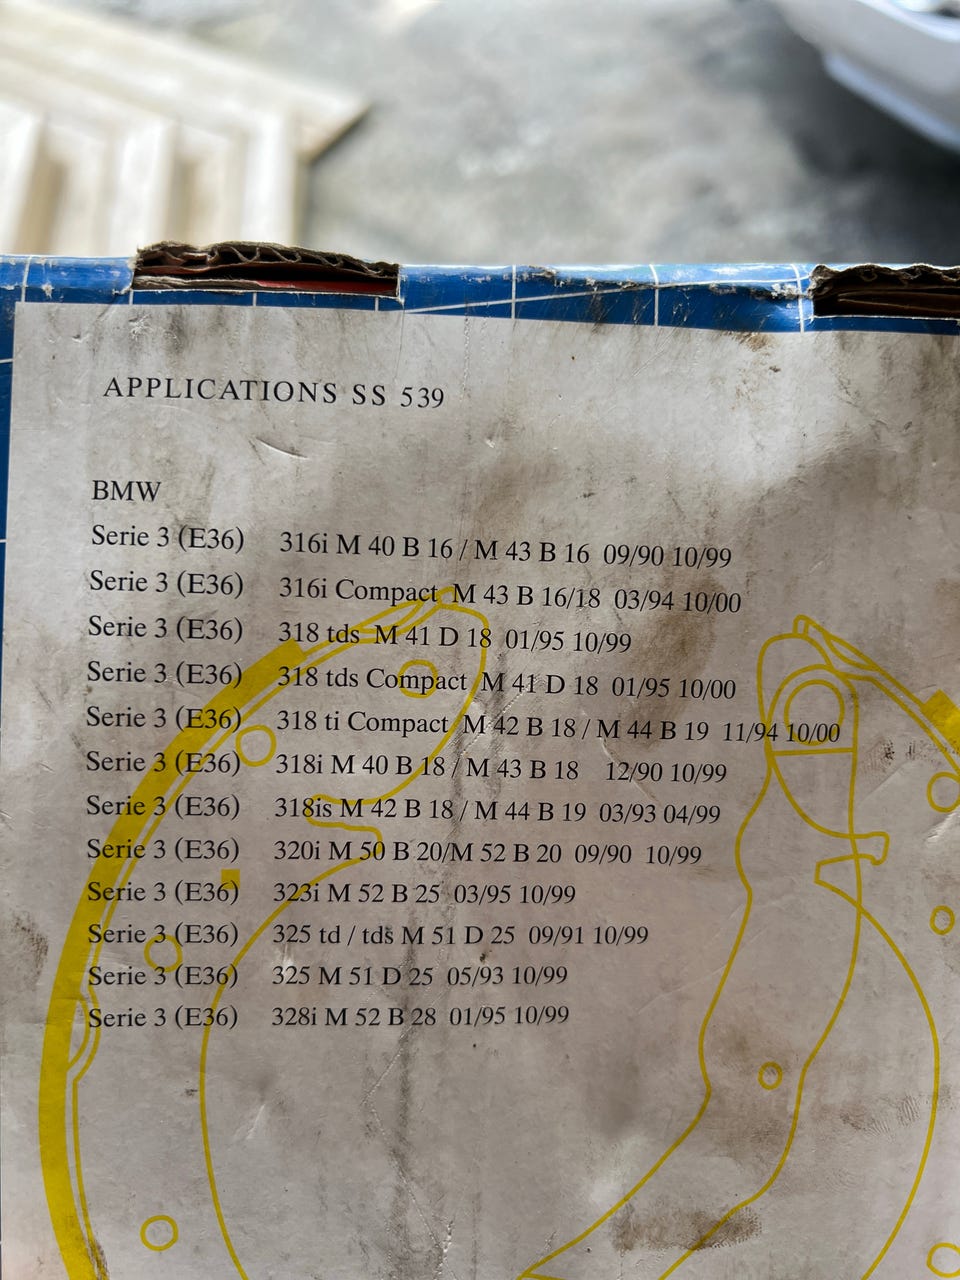 APPLICATIONS SS 539
BMW
Serie 3 (E36) 316i M 40 B 16 / M 43 B 16 09/90 10/99
Serie 3 (E36) 316i Compact M 43 B 16/18 03/94 10/00
Serie 3 (E36) 318 tds M 41 D 18 01/95 10/99
Serie 3 (E36) 318 tds Compact M 41 D 18 01/95 10/00
Serie 3 (E36) 318 ti Compact M 42 B 18 / M 44 B 19 11/94 10/00
Serie 3 (E36) 318i M 40 B 18 / M 43 B 18 12/90 10/99
Serie 3 (E36) 318is M 42 B 18 / M 44 B 19 03/93 04/99
Serie 3 (E36) 320i M 50 B 20/M 52 B 20 09/90 10/99
Serie 3 (E36) 323i M 52 B 25 03/95 10/99
Serie 3 (E36) 325 td / tds M 51 D 25 09/91 10/99
Serie 3 (E36) 325 M 51 D 25 05/93 10/99
Serie 3 (E36) 328i M 52 B 28 01/95 10/99